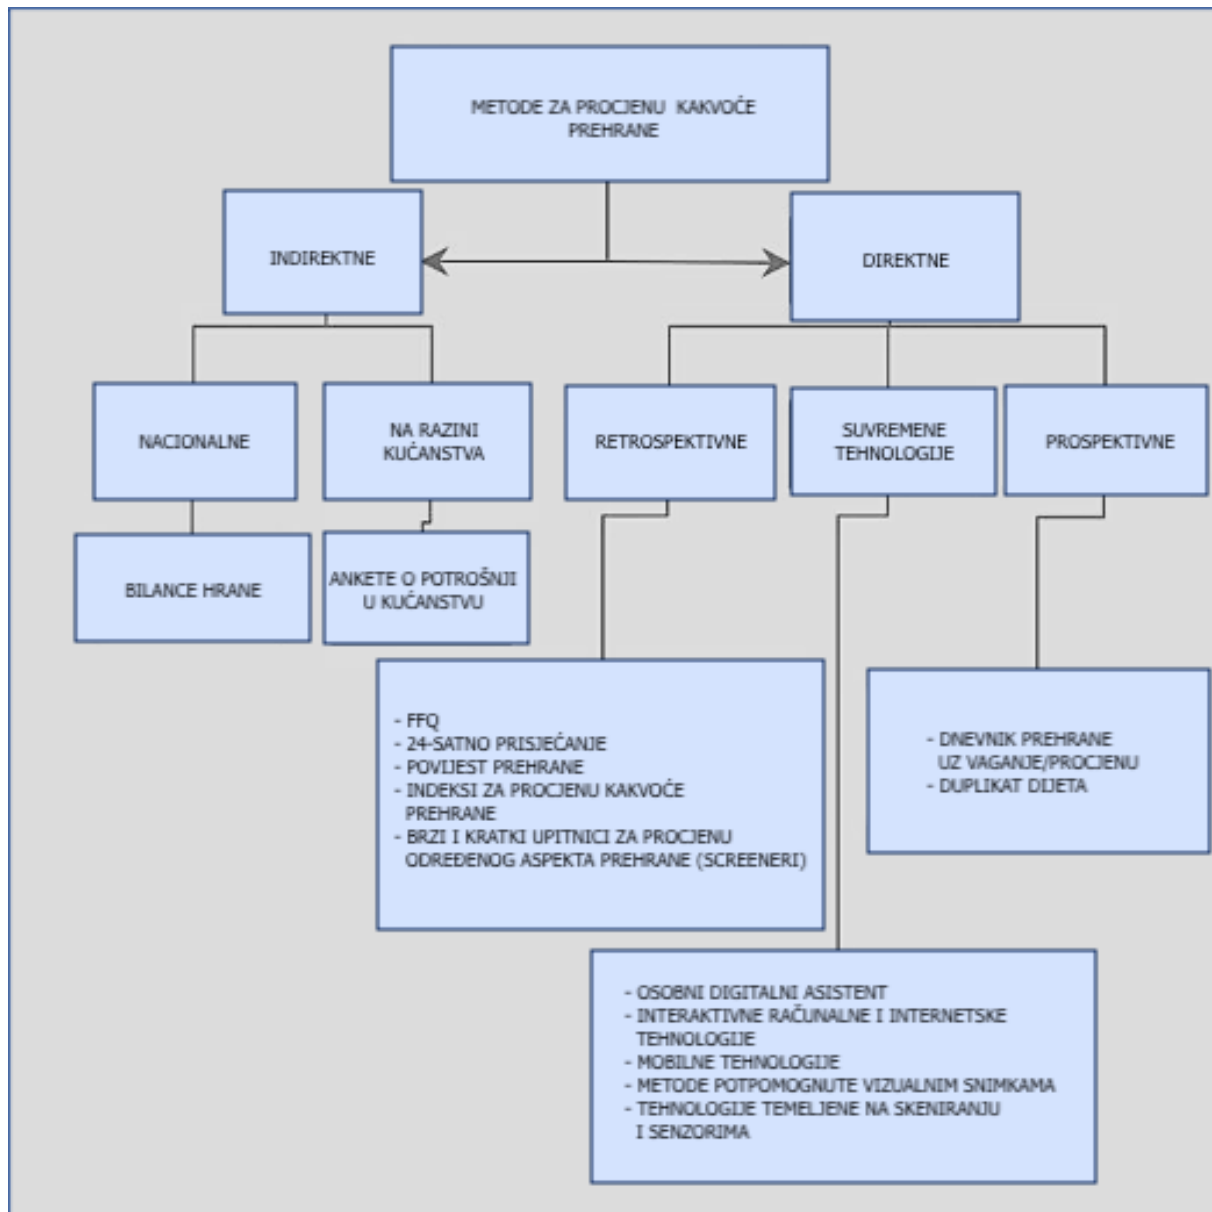 METODE ZA PROCJENU KAKVOĆE
PREHRANE
INDIREKTNE
DIREKTNE
NACIONALNE
NA RAZINI
KUĆANSTVA
RETROSPEKTIVNE
SUVREMENE
TEHNOLOGIJE
PROSPEKTIVNE
BILANCE HRANE
ANKETE O POTROŠNJI
U KUĆANSTVU
- FFQ
- 24-SATNO PRISJEĆANJE
- POVIJEST PREHRANE
- INDEKSI ZA PROCJENU KAKVOĆE
PREHRANE
- BRZI I KRATKI UPITNICI ZA PROCJENU
ODREĐENOG ASPEKTA PREHRANE (SCREENERI)
- DNEVNIK PREHRANE
UZ VAGANJE/PROCJENU
- DUPLIKAT DIJETA
- OSOBNI DIGITALNI ASISTENT
- INTERAKTIVNE RAČUNALNE I INTERNETSKE
TEHNOLOGIJE
- MOBILNE TEHNOLOGIJE
- METODE POTPOMOGNUTE VIZUALNIM SNIMKAMA
- TEHNOLOGIJE TEMELJENE NA SKENIRANJU
I SENZORIMA